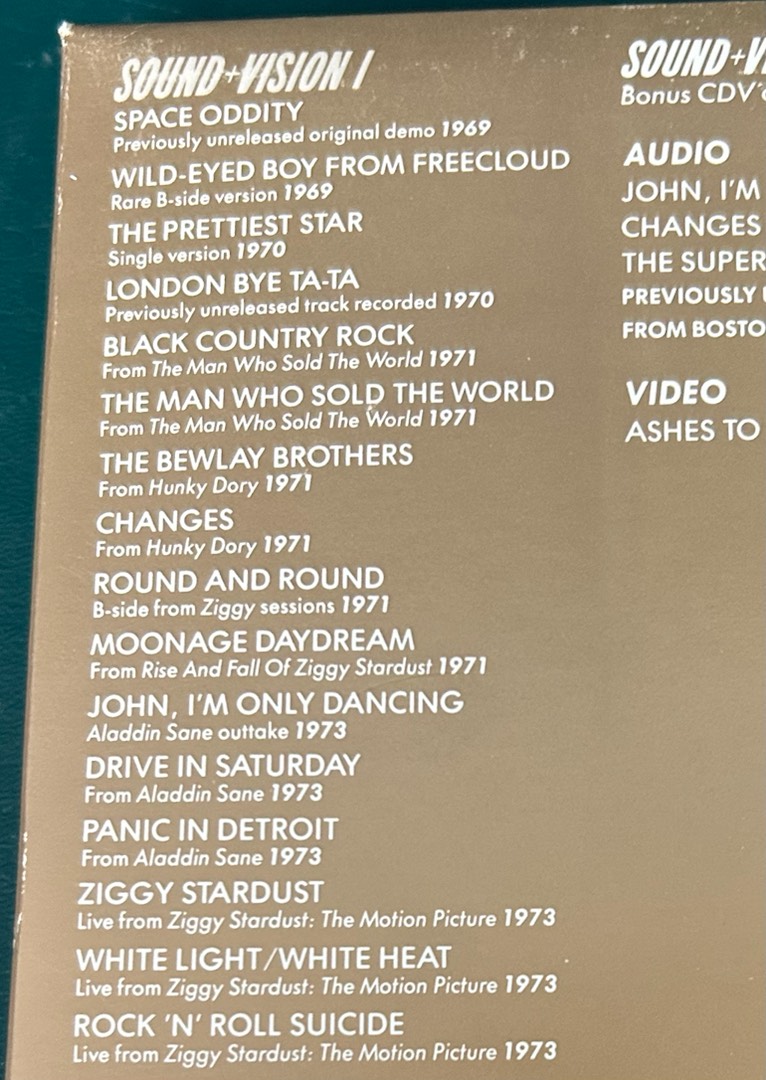 SOUND+VISION I
SPACE ODDITY
Previously unreleased original demo 1969
WILD-EYED BOY FROM FREECLOUD
Rare B-side version 1969
THE PRETTIEST STAR
Single version 1970
LONDON BYE TA-TA
Previously unreleased track recorded 1970
BLACK COUNTRY ROCK
From The Man Who Sold The World 1971
THE MAN WHO SOLD THE WORLD
From The Man Who Sold The World 1971
THE BEWLAY BROTHERS
From Hunky Dory 1971
CHANGES
From Hunky Dory 1971
ROUND AND ROUND
B-side from Ziggy sessions 1971
MOONAGE DAYDREAM
From Rise And Fall Of Ziggy Stardust 1971
JOHN, I'M ONLY DANCING
Aladdin Sane outtake 1973
DRIVE IN SATURDAY
From Aladdin Sane 1973
PANIC IN DETROIT
From Aladdin Sane 1973
ZIGGY STARDUST
Live from Ziggy Stardust: The Motion Picture 1973
WHITE LIGHT/WHITE HEAT
Live from Ziggy Stardust: The Motion Picture 1973
ROCK 'N' ROLL SUICIDE
Live from Ziggy Stardust: The Motion Picture 1973
SOUND+V
Bonus CDV
AUDIO
JOHN, I'M
CHANGES
THE SUPER
PREVIOUSLY
FROM BOSTO
VIDEO
ASHES TO